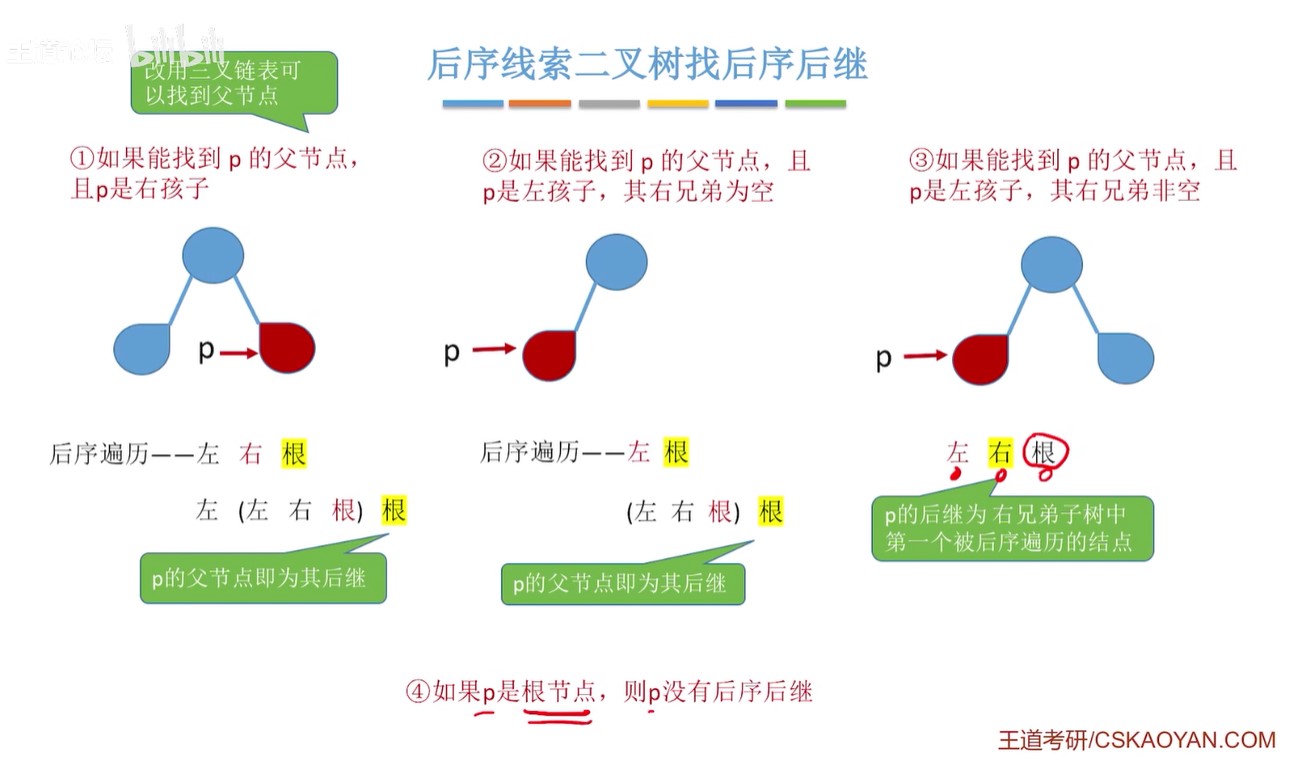 王道论坛 bilibili
后序线索二叉树找后序后继
改用三叉链表可
以找到父节点
①如果能找到 p 的父节点，
且p是右孩子
p
后序遍历——左 右 根
左 (左 右 根) 根
p的父节点即为其后继
②如果能找到 p 的父节点，且
p是左孩子，其右兄弟为空
p
后序遍历——左 根
(左 右 根) 根
p的父节点即为其后继
③如果能找到 p 的父节点，且
p是左孩子，其右兄弟非空
p
左 右 根
p的后继为 右兄弟子树中
第一个被后序遍历的结点
④如果p是根节点，则p没有后序后继
王道考研/CSKAOYAN.COM